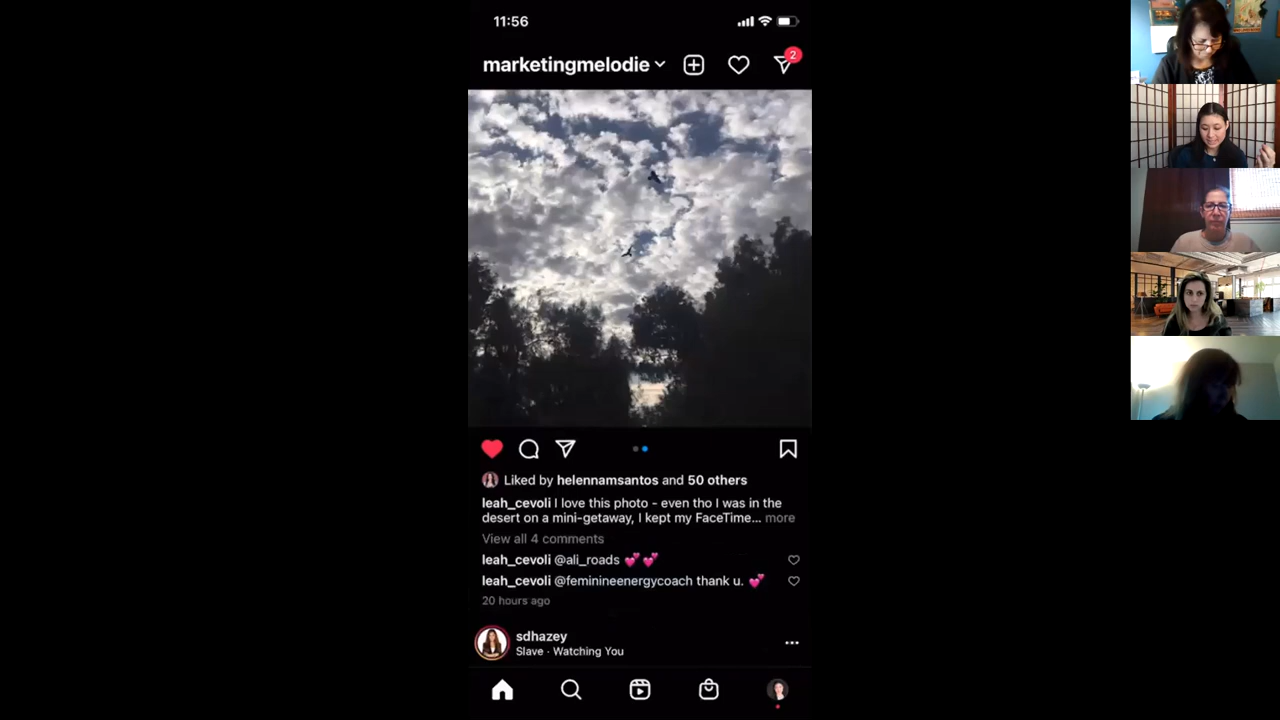 11:56
marketingmelodie
2
Liked by helennamsantos and 50 others
leah_cevoli I love this photo - even tho I was in the
desert on a mini-getaway, I kept my FaceTime... more
View all 4 comments
leah_cevoli @ali_roads 💕 💕
leah_cevoli @feminineenergycoach thank u. 💕
20 hours ago
sdhazey
Slave · Watching You